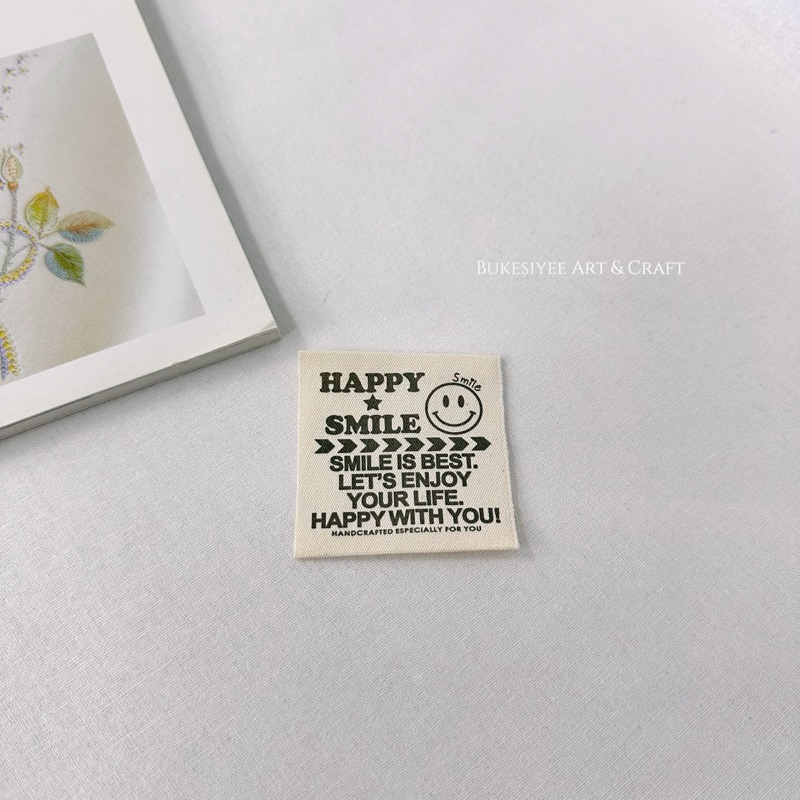 BUKESIYEE ART & CRAFT
HAPPY
Smile
SMILE
SMILE IS BEST.
LET'S ENJOY
YOUR LIFE.
HAPPY WITH YOU!
HANDCRAFTED ESPECIALLY FOR YOU